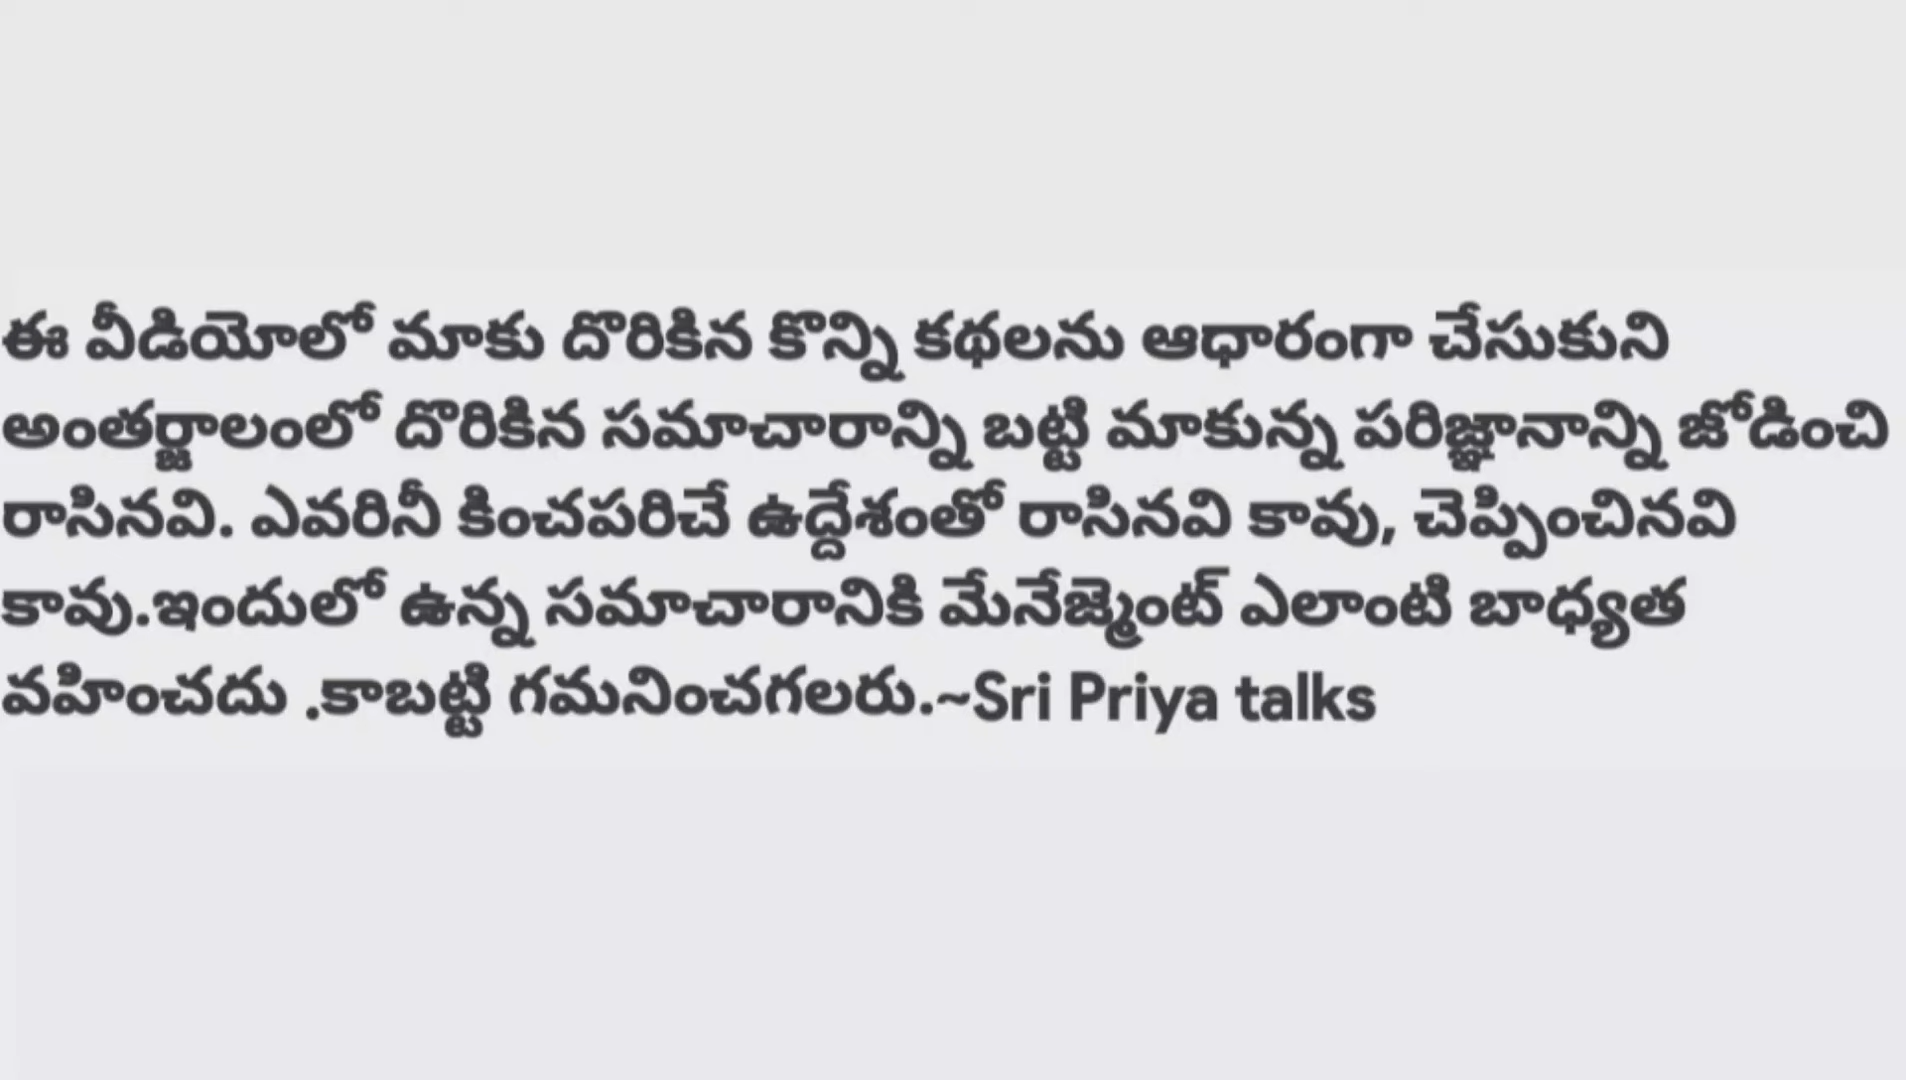 ఈ వీడియోలో మాకు దొరికిన కొన్ని కథలను ఆధారంగా చేసుకుని
అంతర్జాలంలో దొరికిన సమాచారాన్ని బట్టి మాకున్న పరిజ్ఞానాన్ని జోడించి
రాసినవి. ఎవరినీ కించపరిచే ఉద్దేశంతో రాసినవి కావు, చెప్పించినవి
కావు.ఇందులో ఉన్న సమాచారానికి మేనేజ్మెంట్ ఎలాంటి బాధ్యత
వహించదు .కాబట్టి గమనించగలరు.~Sri Priya talks